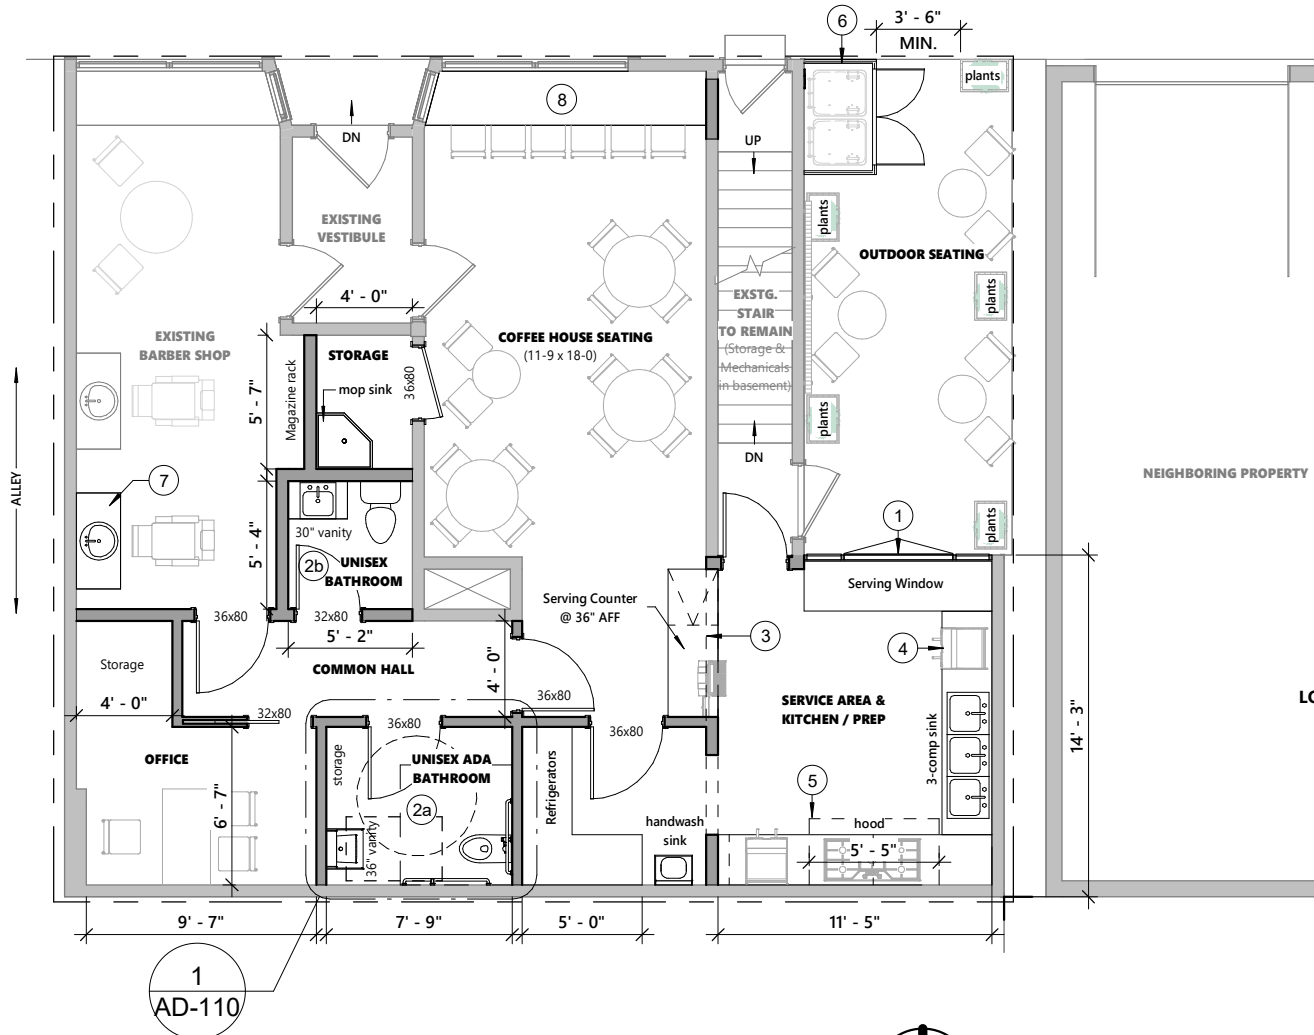 6
3' - 6"
MIN.
plants
8
DN
UP
EXISTING
VESTIBULE
plants
OUTDOOR SEATING
4' - 0"
EXSTG.
STAIR
TO REMAIN
(Storage &
Mechanicals
in basement)
plants
EXISTING
BARBER SHOP
STORAGE
COFFEE HOUSE SEATING
(11-9 x 18-0)
mop sink
36x80
Magazine rack
5' - 7"
ALLEY
plants
DN
NEIGHBORING PROPERTY
7
1
plants
30" vanity
5' - 4"
2b
UNISEX
BATHROOM
Serving Window
Serving Counter
@ 36" AFF
36x80
32x80
5' - 2"
3
4
Storage
COMMON HALL
4' - 0"
36x80
SERVICE AREA &
KITCHEN / PREP
LO
4' - 0"
32x80
36x80
36x80
3-comp sink
14' - 3"
OFFICE
storage
UNISEX ADA
BATHROOM
Refrigerators
5
6' - 7"
2a
handwash
sink
hood
36" vanity
5' - 5"
9' - 7"
7' - 9"
5' - 0"
11' - 5"
1
AD-110